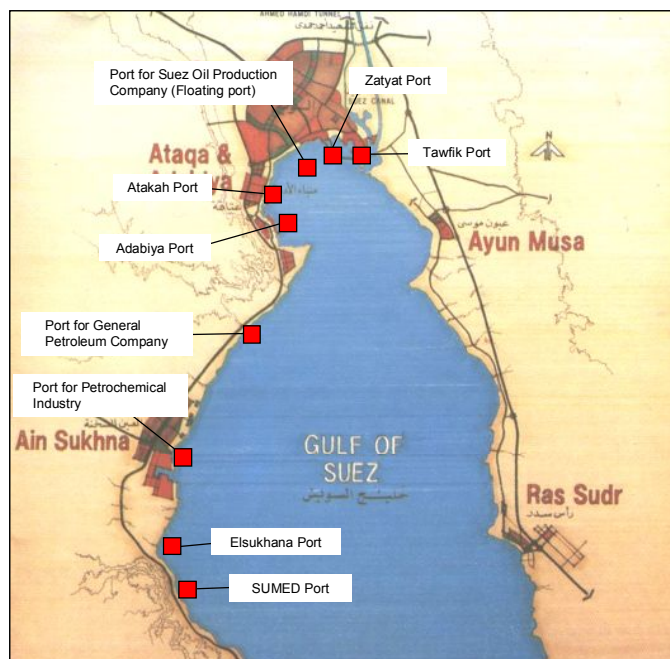 AHMED HAMDI TUNNEL
Port for Suez Oil Production
Company (Floating port)
Zatyat Port
SUEZ CANAL
Tawfik Port
Ataqa &
Atakah Port
Adabiya Port
عيون موسى
Ayun Musa
N
Port for General
Petroleum Company
Port for Petrochemical
Industry
العين السخنة
Ain Sukhna
GULF OF
SUEZ
خليج السويس
Ras Sudr
رأس سدر
Elsukhana Port
SUMED Port